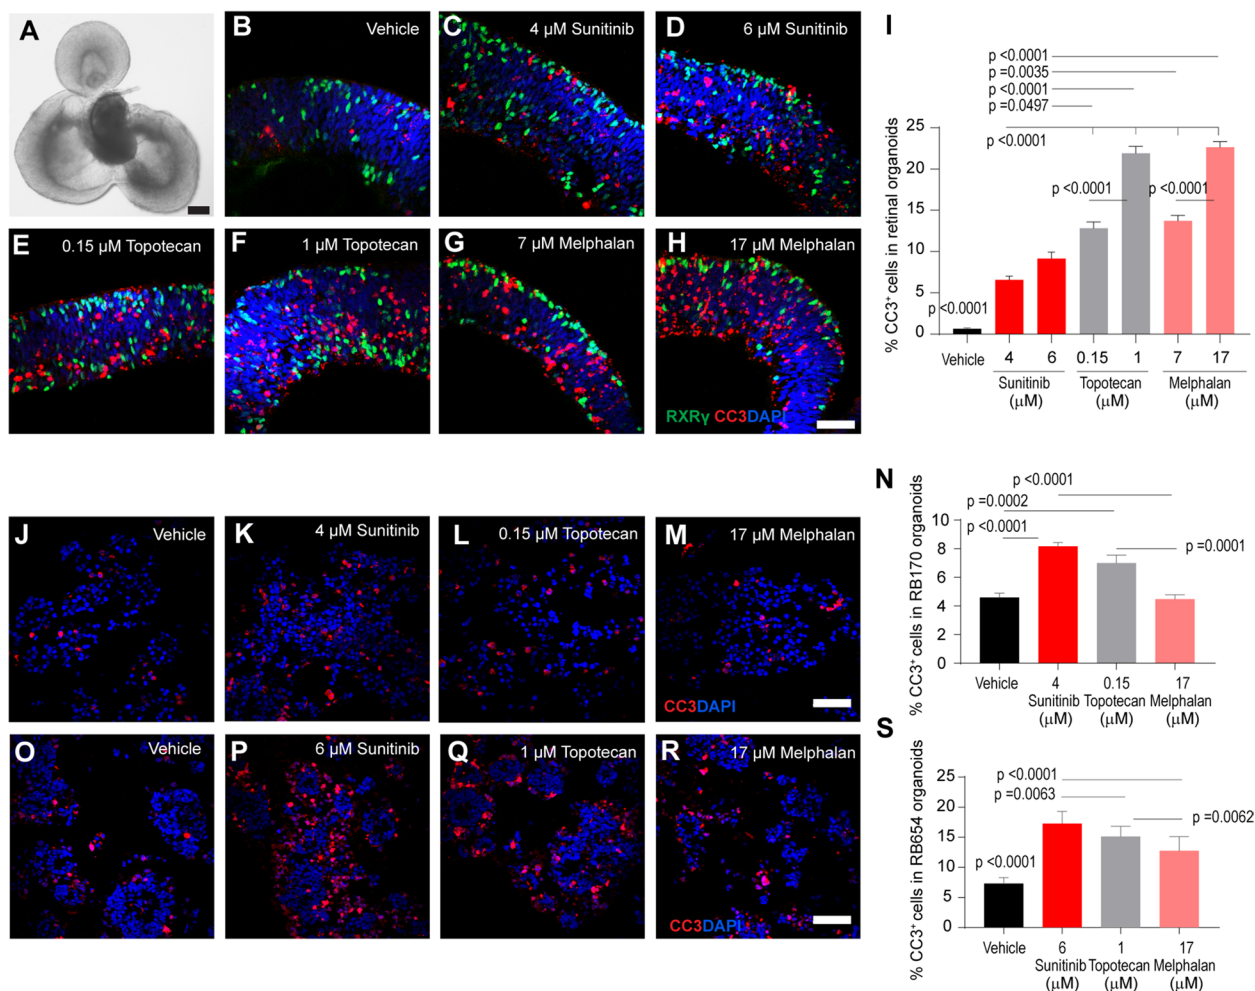 A
B
Vehicle
C
4 µM Sunitinib
D
6 µM Sunitinib
E
0.15 µM Topotecan
F
1 µM Topotecan
G
7 µM Melphalan
H
17 µM Melphalan
RXRγ CC3DAPI
I
p <0.0001
p =0.0035
p <0.0001
p =0.0497
p <0.0001
p <0.0001
p <0.0001
p <0.0001
% CC3⁺ cells in retinal organoids
25
20
15
10
5
0
Vehicle
4
6
0.15
1
7
17
Sunitinib
Topotecan
Melphalan
(µM)
(µM)
(µM)
J
Vehicle
K
4 µM Sunitinib
L
0.15 µM Topotecan
M
17 µM Melphalan
CC3DAPI
N
p <0.0001
p =0.0002
p <0.0001
p =0.0001
% CC3⁺ cells in RB170 organoids
10
8
6
4
2
0
Vehicle
4
0.15
17
Sunitinib
Topotecan
Melphalan
(µM)
(µM)
(µM)
O
Vehicle
P
6 µM Sunitinib
Q
1 µM Topotecan
R
17 µM Melphalan
CC3DAPI
S
p <0.0001
p =0.0063
p =0.0062
p <0.0001
% CC3⁺ cells in RB654 organoids
25
20
15
10
5
0
Vehicle
6
1
17
Sunitinib
Topotecan
Melphalan
(µM)
(µM)
(µM)